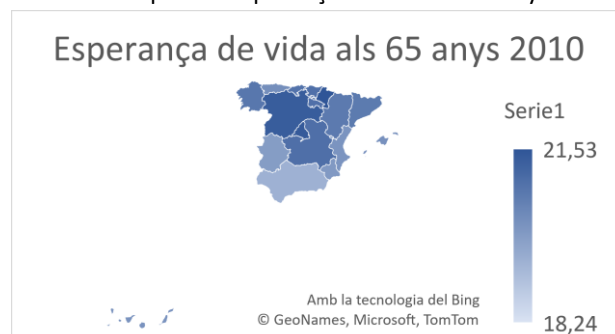 Esperança de vida als 65 anys 2010
Serie1
21,53
18,24
Amb la tecnologia del Bing
© GeoNames, Microsoft, TomTom